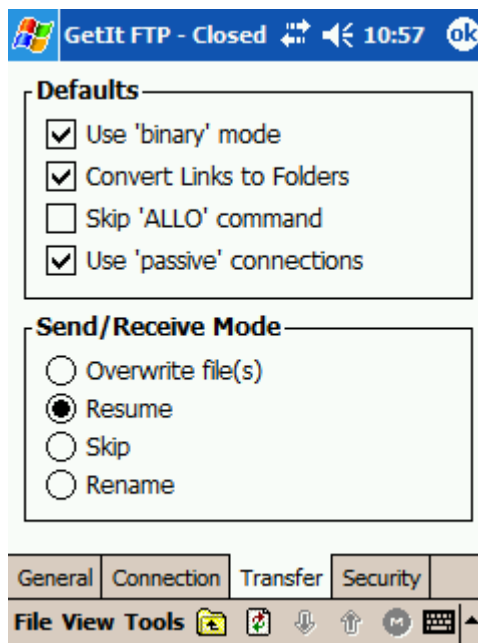 GetIt FTP - Closed 10:57 ok
Defaults
Use 'binary' mode
Convert Links to Folders
Skip 'ALLO' command
Use 'passive' connections
Send/Receive Mode
Overwrite file(s)
Resume
Skip
Rename
General Connection Transfer Security
File View Tools M